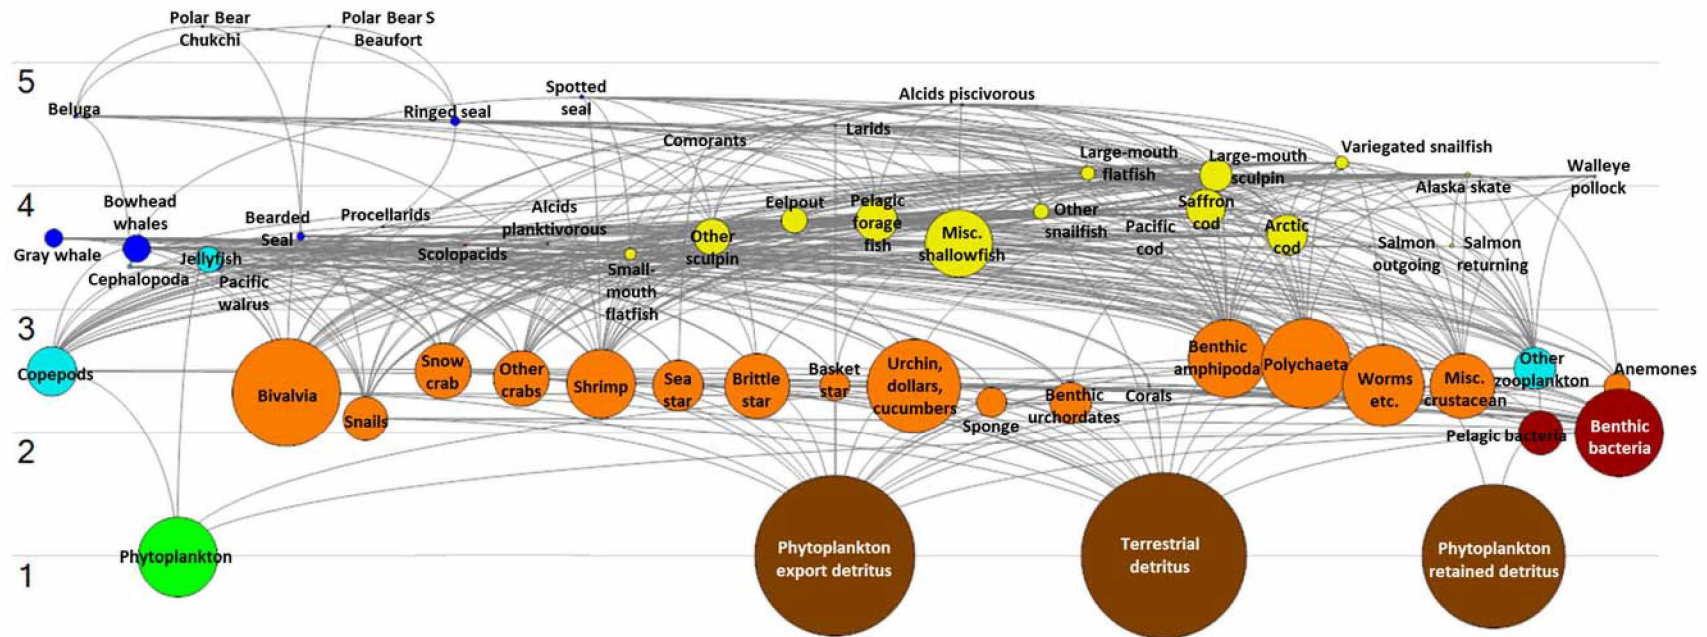 Polar Bear
Chukchi
Polar Bear S
Beaufort
5
Beluga
Ringed seal
Spotted
seal
Alcids piscivorous
Comorants
Larids
Large-mouth
flatfish
Large-mouth
sculpin
Variegated snailfish
Walleye
pollock
Alaska skate
4
Bowhead
whales
Bearded
Seal
Procellarids
Alcids
planktivorous
Eelpout
Pelagic
forage
fish
Other
snailfish
Saffron
cod
Pacific
cod
Arctic
cod
Salmon
outgoing
Salmon
returning
Gray whale
Cephalopoda
Jellyfish
Pacific
walrus
Scolopacids
Small-
mouth
flatfish
Other
sculpin
Misc.
shallowfish
3
Copepods
Bivalvia
Snails
Snow
crab
Other
crabs
Shrimp
Sea
star
Brittle
star
Basket
star
Urchin,
dollars,
cucumbers
Sponge
Benthic
urchordates
Corals
Benthic
amphipoda
Polychaeta
Worms
etc.
Misc.
crustacean
Other
zooplankton
Anemones
2
Pelagic bacteria
Benthic
bacteria
Phytoplankton
Phytoplankton
export detritus
Terrestrial
detritus
Phytoplankton
retained detritus
1